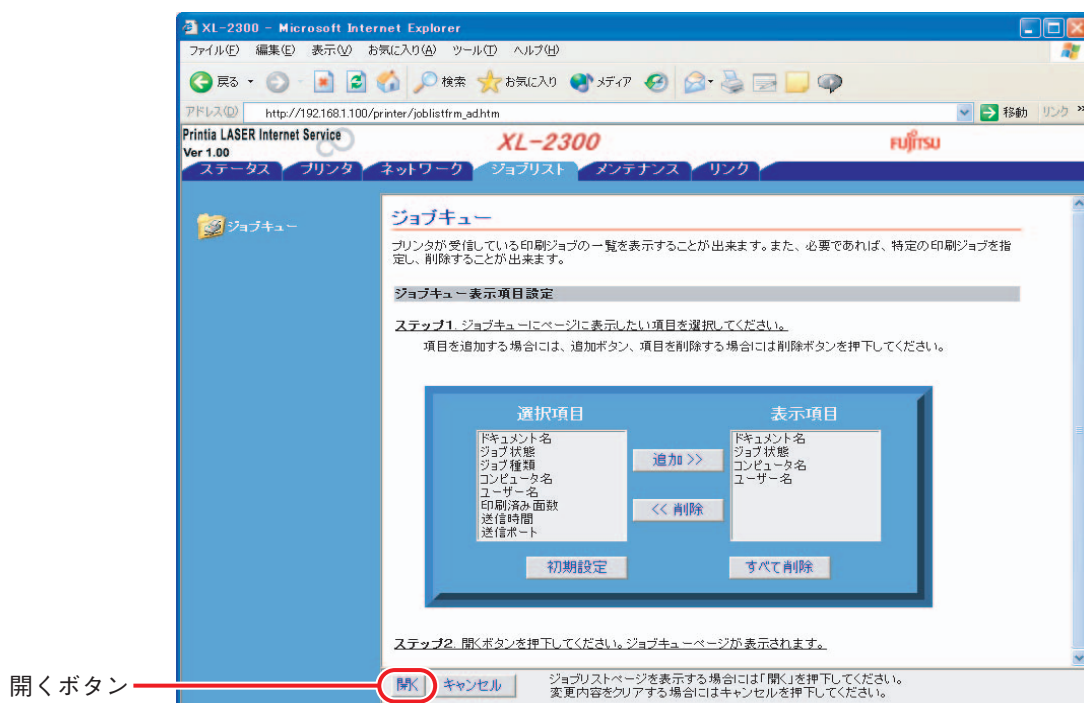 XL-2300 - Microsoft Internet Explorer
ファイル(F) 編集(E) 表示(V) お気に入り(A) ツール(T) ヘルプ(H)
戻る 検索 お気に入り メディア
アドレス(D) http://192.168.1.100/printer/joblistfrm_ad.htm 移動 リンク »
Printia LASER Internet Service
Ver 1.00
XL-2300
FUJITSU
ステータス プリンタ ネットワーク ジョブリスト メンテナンス リンク
ジョブキュー
ジョブキュー
プリンタが受信している印刷ジョブの一覧を表示することが出来ます。また、必要であれば、特定の印刷ジョブを指
定し、削除することが出来ます。
ジョブキュー表示項目設定
ステップ1. ジョブキューにページに表示したい項目を選択してください。
項目を追加する場合には、追加ボタン、項目を削除する場合には削除ボタンを押下してください。
選択項目
ドキュメント名
ジョブ状態
ジョブ種類
コンピュータ名
ユーザー名
印刷済み面数
送信時間
送信ポート
追加 >>
<< 削除
表示項目
ドキュメント名
ジョブ状態
コンピュータ名
ユーザー名
初期設定 すべて削除
ステップ2. 開くボタンを押下してください。ジョブキューページが表示されます。
開くボタン
開く キャンセル
ジョブリストページを表示する場合には「開く」を押下してください。
変更内容をクリアする場合にはキャンセルを押下してください。